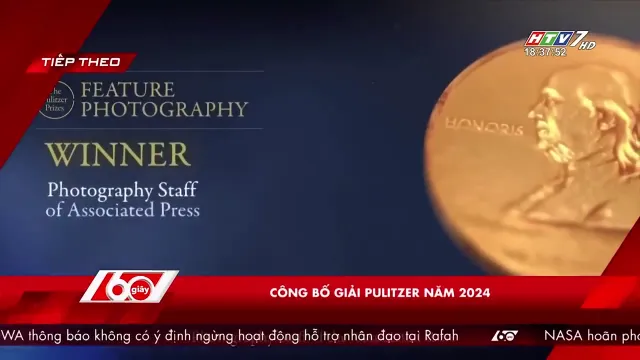 HTV7 HD
18:37:52
TIẾP THEO
The Pulitzer Prizes
FEATURE
PHOTOGRAPHY
WINNER
Photography Staff
of Associated Press
HONORIS
60 giây
CÔNG BỐ GIẢI PULITZER NĂM 2024
WA thông báo không có ý định ngừng hoạt động hỗ trợ nhân đạo tại Rafah 60 NASA hoãn ph